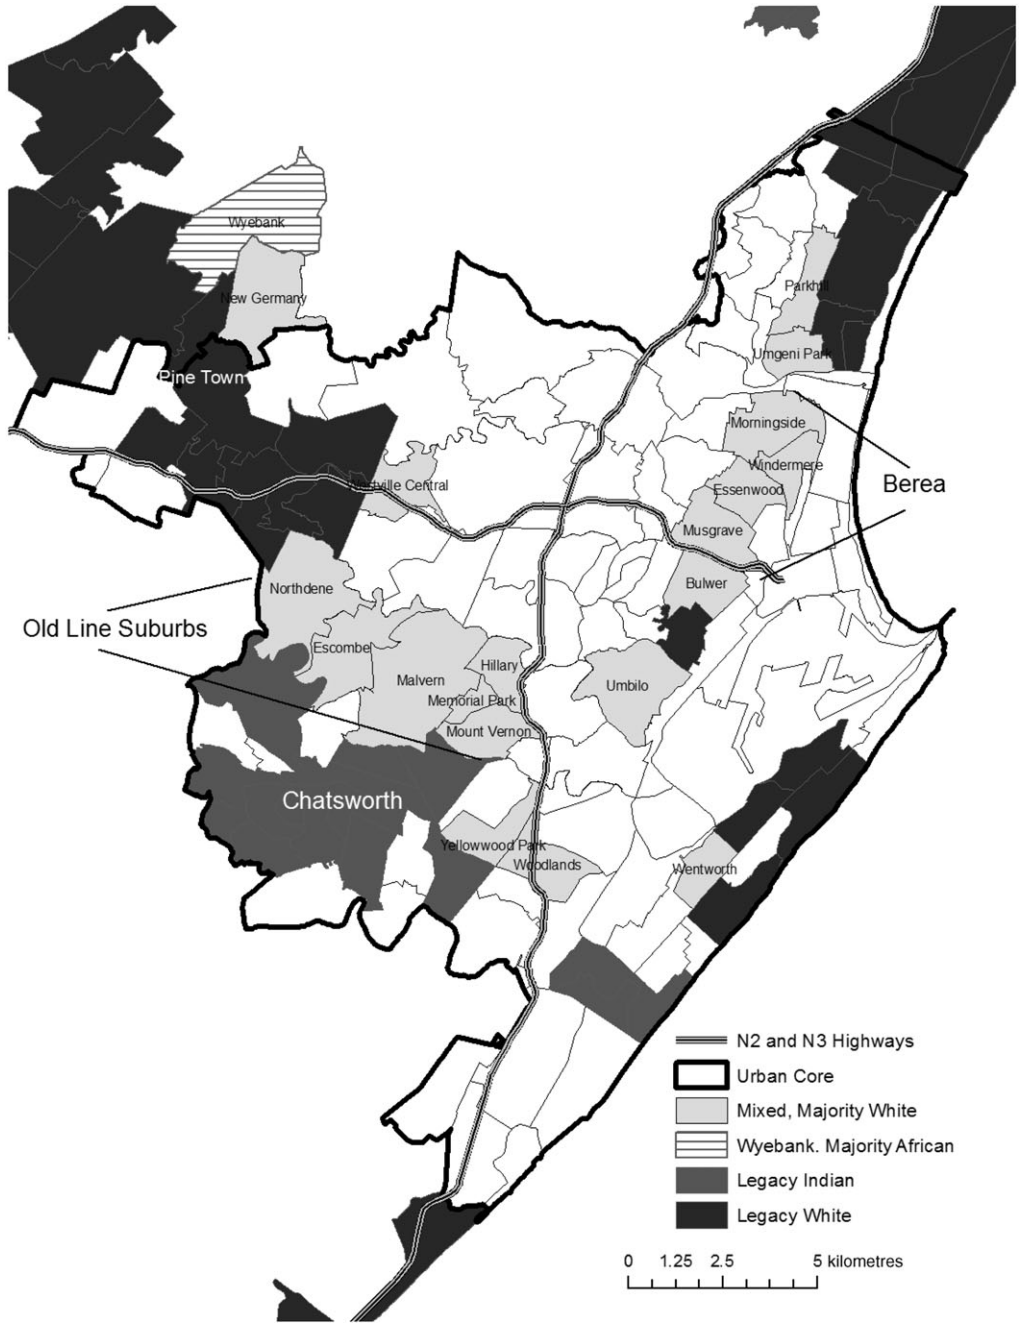 Wyebank
New Germany
Parkhill
Umgeni Park
Pine Town
Morningside
Windermere
Westville Central
Essenwood
Berea
Musgrave
Northdene
Bulwer
Old Line Suburbs
Escombe
Hillary
Malvern
Umbilo
Memorial Park
Mount Vernon
Chatsworth
Yellowwood Park
Woodlands
Wentworth
N2 and N3 Highways
Urban Core
Mixed, Majority White
Wyebank. Majority African
Legacy Indian
Legacy White
0 1.25 2.5 5 kilometres